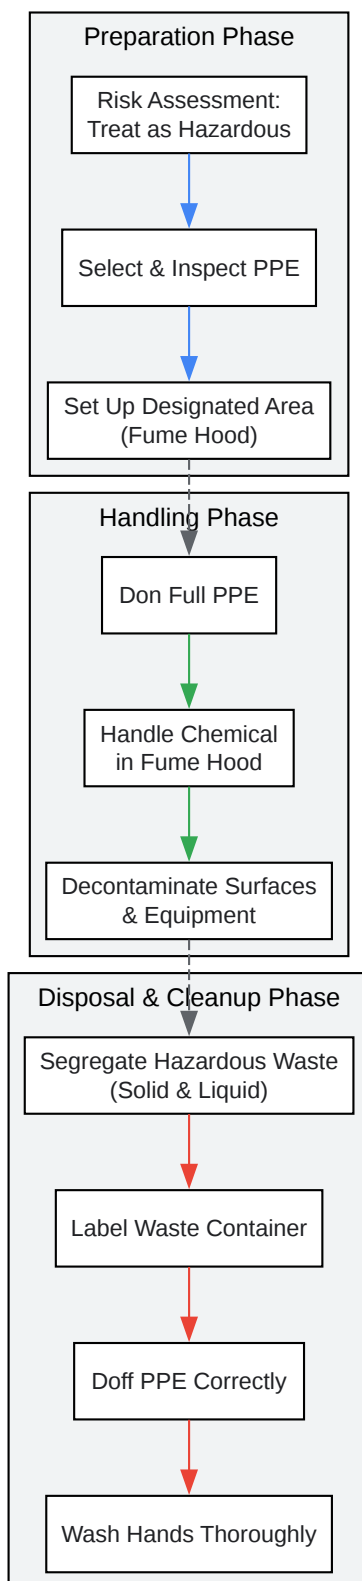 Preparation Phase
Risk Assessment:
Treat as Hazardous
Select & Inspect PPE
Set Up Designated Area
(Fume Hood)
Handling Phase
Don Full PPE
Handle Chemical
in Fume Hood
Decontaminate Surfaces
& Equipment
Disposal & Cleanup Phase
Segregate Hazardous Waste
(Solid & Liquid)
Label Waste Container
Doff PPE Correctly
Wash Hands Thoroughly